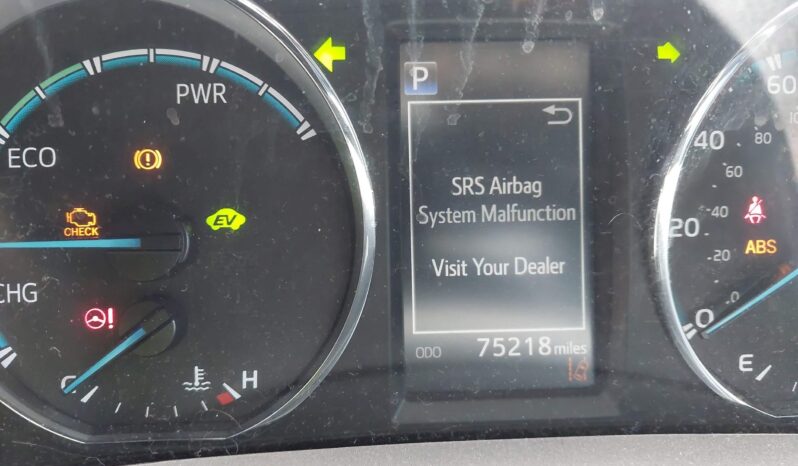 PWR
ECO
CHECK
EV
CHG
C
H
P
SRS Airbag
System Malfunction
Visit Your Dealer
ODO 75218 miles
60
40
80
60
20
40
20
0
0
ABS
E